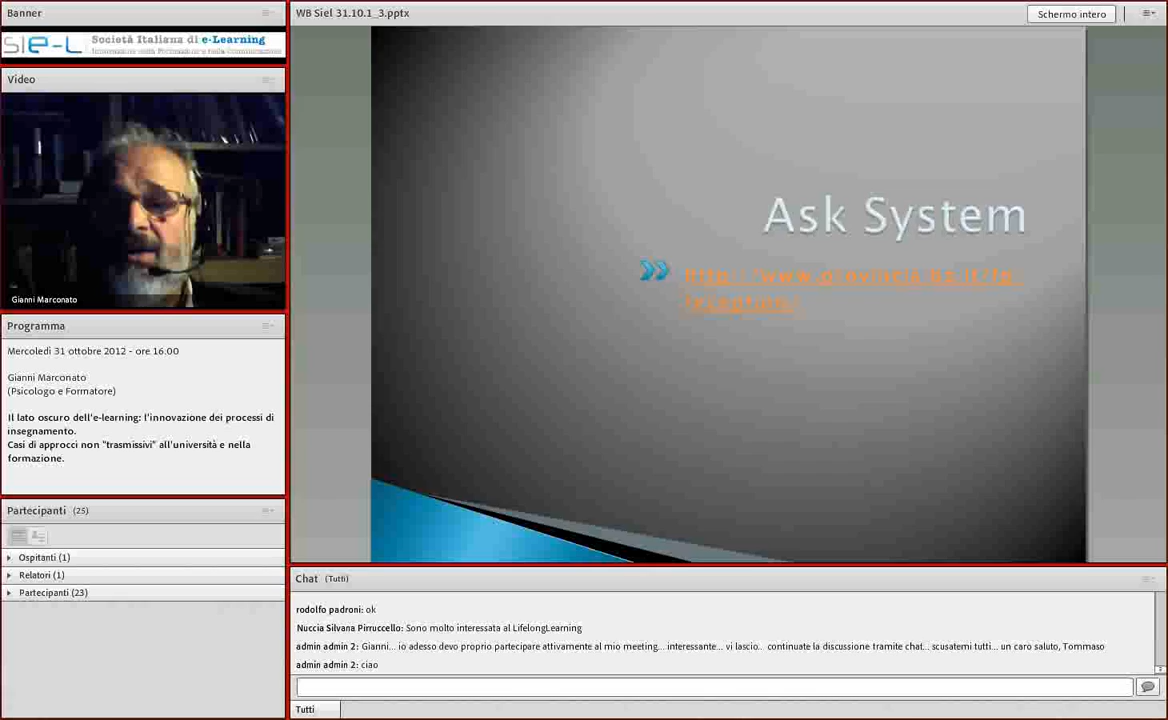 Banner
SIe-L Società Italiana di e-Learning
Video
Gianni Marconato
Programma
Mercoledì 31 ottobre 2012 - ore 16:00
Gianni Marconato
(Psicologo e Formatore)
Il lato oscuro dell'e-learning: l'innovazione dei processi di
insegnamento.
Casi di approcci non "trasmissivi" all'università e nella
formazione.
Partecipanti (25)
Ospitanti (1)
Relatori (1)
Partecipanti (23)
WB Siel 31.10.1_3.pptx
Schermo intero
Ask System
Chat (Tutti)
rodolfo padroni: ok
Nuccia Silvana Pirruccello: Sono molto interessata al LifelongLearning
admin admin 2: Gianni... io adesso devo proprio partecipare attivamente al mio meeting... interessante... vi lascio.. continuate la discussione tramite chat... scusatemi tutti... un caro saluto, Tommaso
admin admin 2: ciao
Tutti